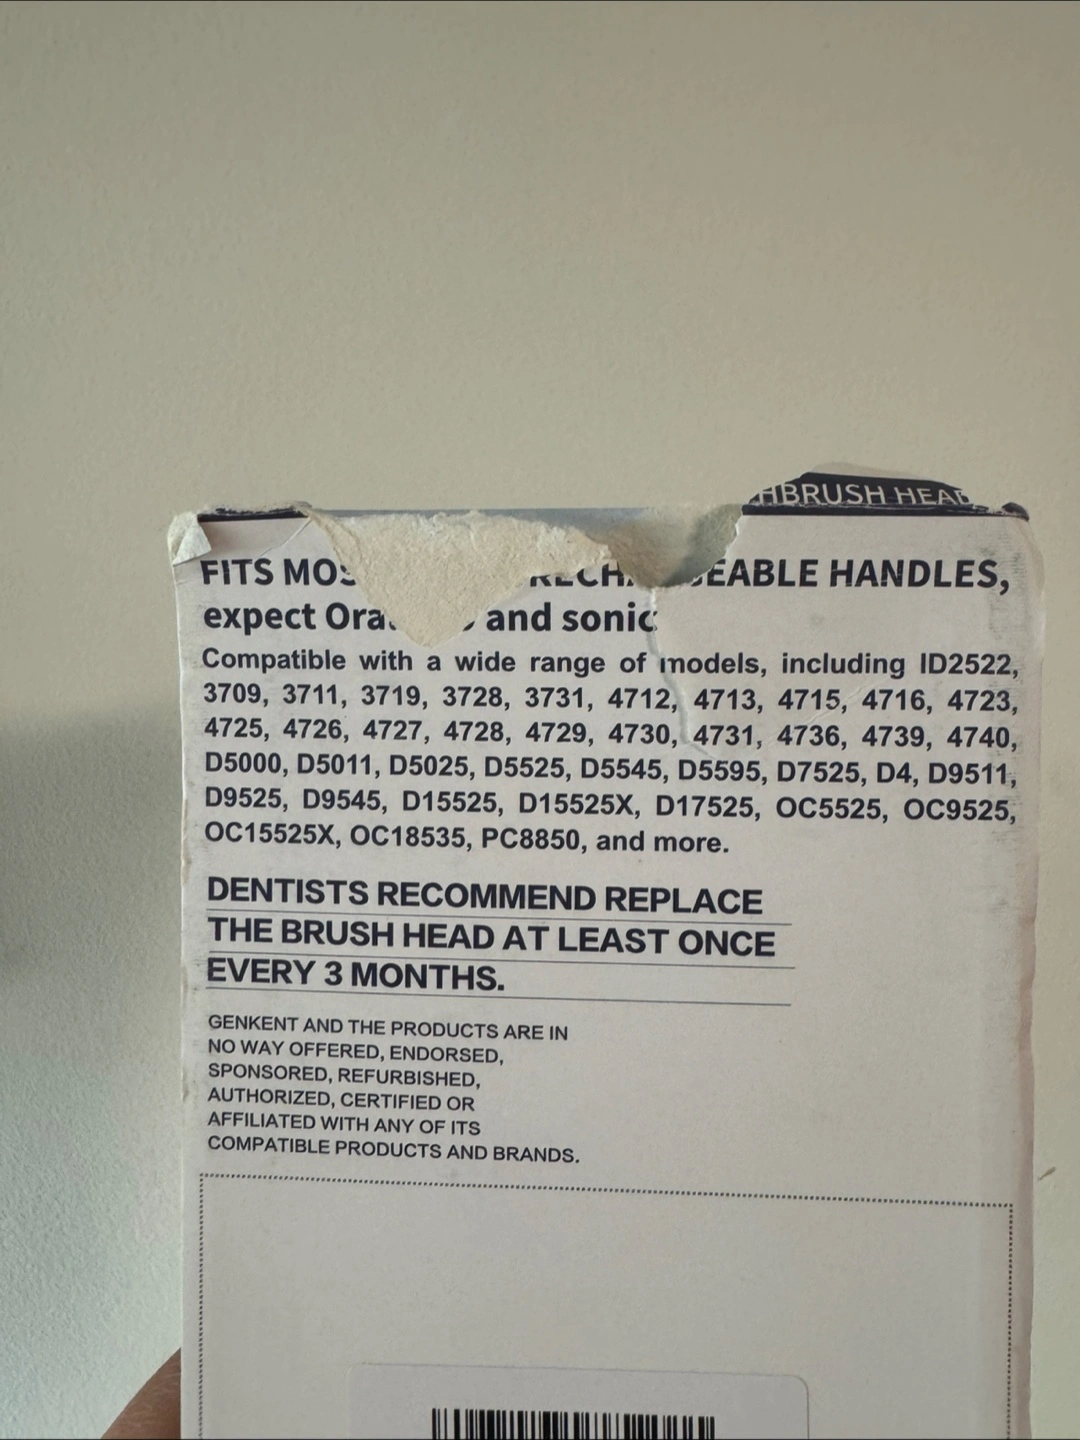 HBRUSH HEAD
FITS MOS RECHA EABLE HANDLES,
expect Ora and sonic
Compatible with a wide range of models, including ID2522,
3709, 3711, 3719, 3728, 3731, 4712, 4713, 4715, 4716, 4723,
4725, 4726, 4727, 4728, 4729, 4730, 4731, 4736, 4739, 4740,
D5000, D5011, D5025, D5525, D5545, D5595, D7525, D4, D9511,
D9525, D9545, D15525, D15525X, D17525, OC5525, OC9525,
OC15525X, OC18535, PC8850, and more.
DENTISTS RECOMMEND REPLACE
THE BRUSH HEAD AT LEAST ONCE
EVERY 3 MONTHS.
GENKENT AND THE PRODUCTS ARE IN
NO WAY OFFERED, ENDORSED,
SPONSORED, REFURBISHED,
AUTHORIZED, CERTIFIED OR
AFFILIATED WITH ANY OF ITS
COMPATIBLE PRODUCTS AND BRANDS.